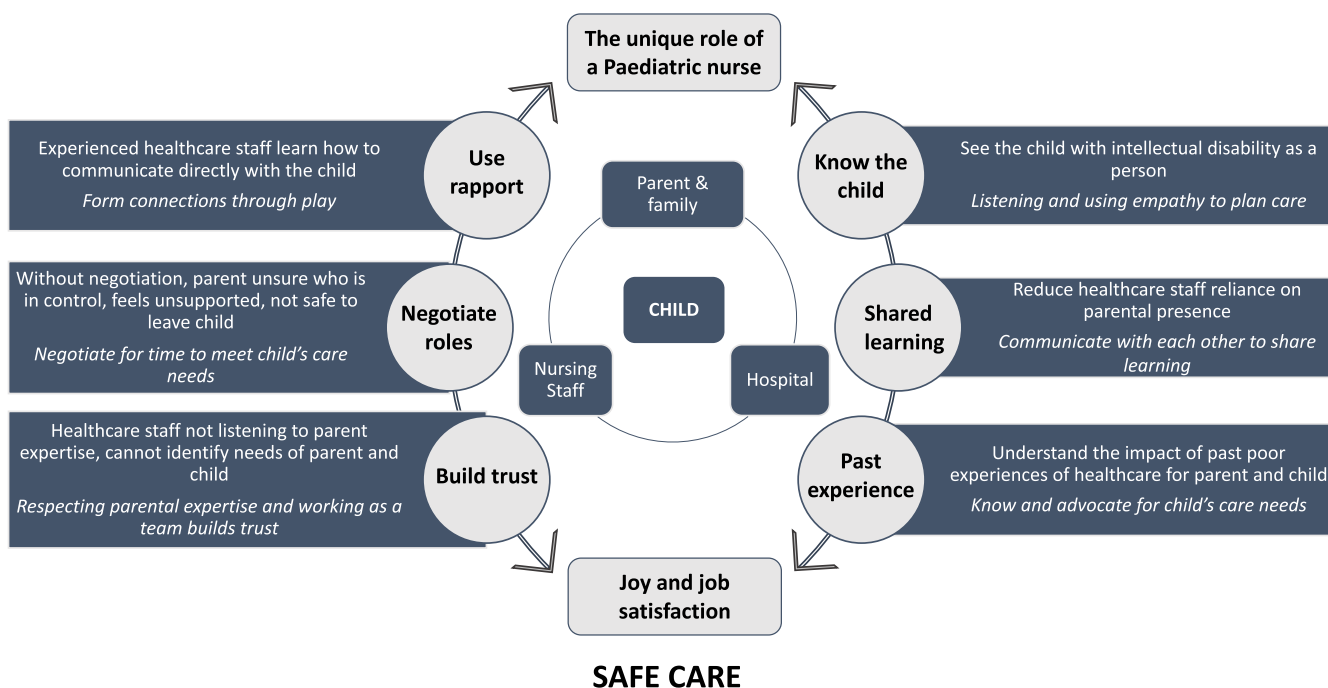 The unique role of
a Paediatric nurse
Experienced healthcare staff learn how to
communicate directly with the child
Form connections through play
Use
rapport
Without negotiation, parent unsure who is
in control, feels unsupported, not safe to
leave child
Negotiate for time to meet child’s care
needs
Negotiate
roles
Healthcare staff not listening to parent
expertise, cannot identify needs of parent and
child
Respecting parental expertise and working as a
team builds trust
Build trust
Parent &
family
CHILD
Nursing
Staff
Hospital
Know the
child
See the child with intellectual disability as a
person
Listening and using empathy to plan care
Shared
learning
Reduce healthcare staff reliance on
parental presence
Communicate with each other to share
learning
Past
experience
Understand the impact of past poor
experiences of healthcare for parent and child
Know and advocate for child’s care needs
Joy and job
satisfaction
SAFE CARE